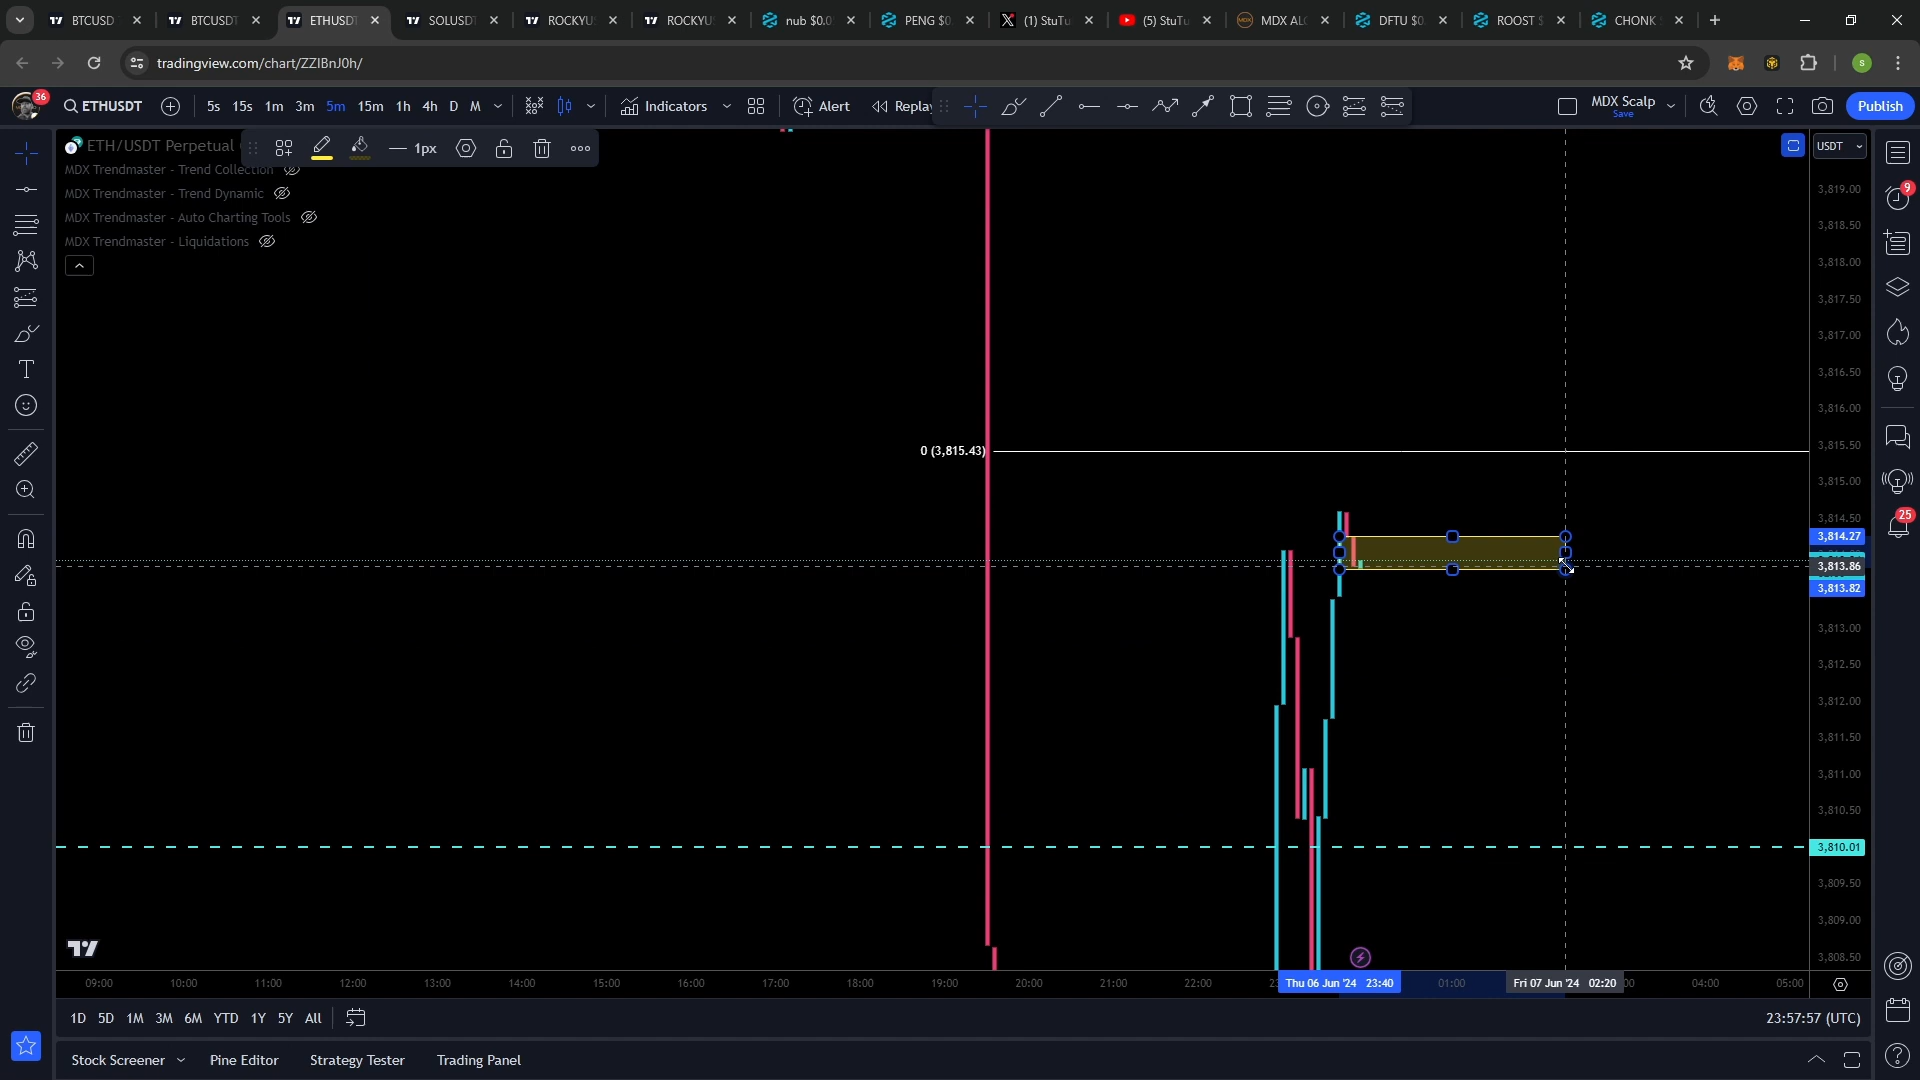 BTCUSD
BTCUSDT
ETHUSDT
SOLUSDT
ROCKYU
ROCKYU
nub $0.0
PENG $0
(1) StuTu
(5) StuTu
MDX ALG
DFTU $0
ROOST $
CHONK
tradingview.com/chart/ZZIBnJ0h/
S
36
ETHUSDT
5s 15s 1m 3m 5m 15m 1h 4h D M
Indicators
Alert
Replay
MDX Scalp
Save
Publish
ETH/USDT Perpetual
1px
USDT
MDX Trendmaster - Trend Collection
MDX Trendmaster - Trend Dynamic
MDX Trendmaster - Auto Charting Tools
MDX Trendmaster - Liquidations
9
25
0 (3,815.43)
3,819.00
3,818.50
3,818.00
3,817.50
3,817.00
3,816.50
3,816.00
3,815.50
3,815.00
3,814.50
3,814.27
3,813.86
3,813.82
3,813.00
3,812.50
3,812.00
3,811.50
3,811.00
3,810.50
3,810.01
3,809.50
3,809.00
3,808.50
09:00 10:00 11:00 12:00 13:00 14:00 15:00 16:00 17:00 18:00 19:00 20:00 21:00 22:00 Thu 06 Jun '24 23:40 01:00 Fri 07 Jun '24 02:20 04:00 05:00
1D 5D 1M 3M 6M YTD 1Y 5Y All
23:57:57 (UTC)
Stock Screener Pine Editor Strategy Tester Trading Panel